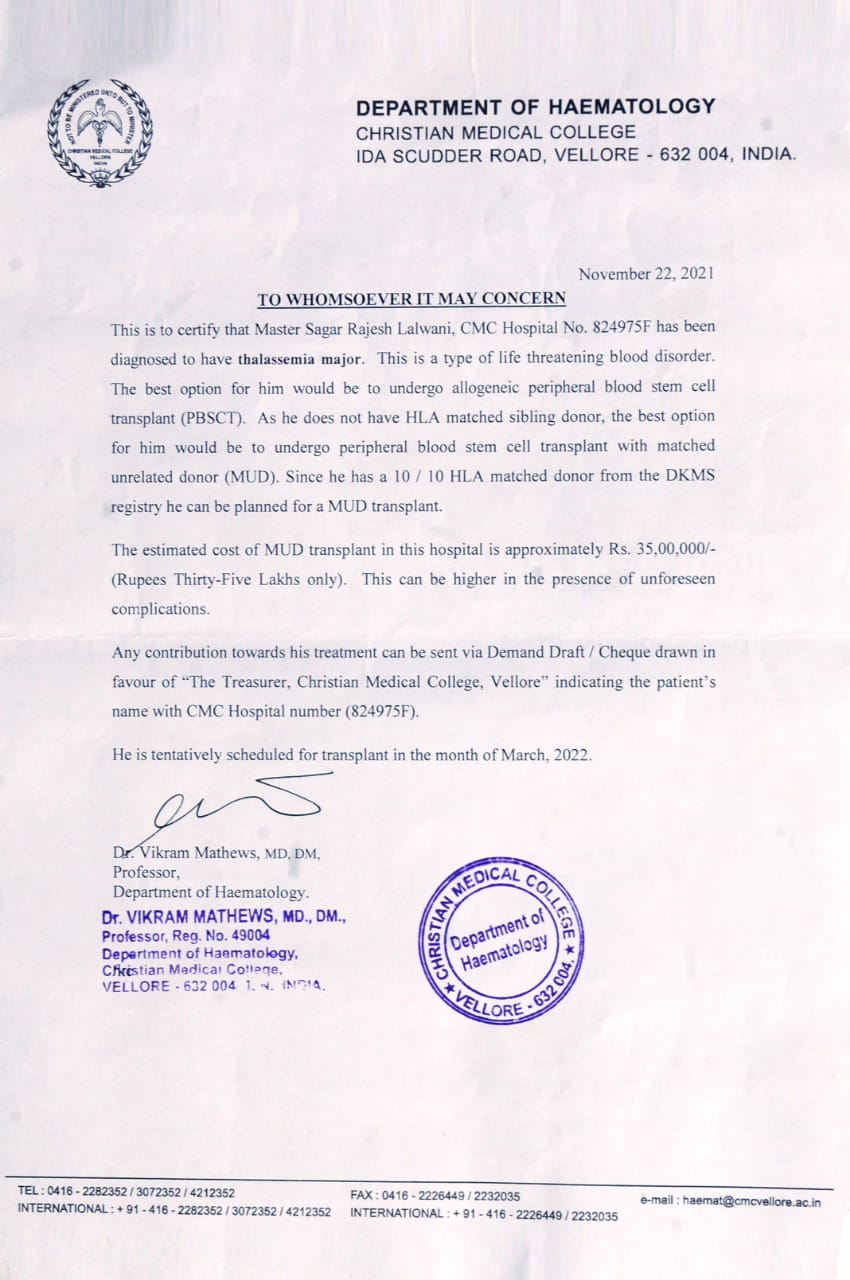 NOT TO BE MINISTERED UNTO BUT TO MINISTER
CHRISTIAN MEDICAL COLLEGE
VELLORE
INDIA
DEPARTMENT OF HAEMATOLOGY
CHRISTIAN MEDICAL COLLEGE
IDA SCUDDER ROAD, VELLORE - 632 004, INDIA.
November 22, 2021
TO WHOMSOEVER IT MAY CONCERN
This is to certify that Master Sagar Rajesh Lalwani, CMC Hospital No. 824975F has been
diagnosed to have thalassemia major. This is a type of life threatening blood disorder.
The best option for him would be to undergo allogeneic peripheral blood stem cell
transplant (PBSCT). As he does not have HLA matched sibling donor, the best option
for him would be to undergo peripheral blood stem cell transplant with matched
unrelated donor (MUD). Since he has a 10 / 10 HLA matched donor from the DKMS
registry he can be planned for a MUD transplant.
The estimated cost of MUD transplant in this hospital is approximately Rs. 35,00,000/-
(Rupees Thirty-Five Lakhs only). This can be higher in the presence of unforeseen
complications.
Any contribution towards his treatment can be sent via Demand Draft / Cheque drawn in
favour of “The Treasurer, Christian Medical College, Vellore” indicating the patient’s
name with CMC Hospital number (824975F).
He is tentatively scheduled for transplant in the month of March, 2022.
Dr. Vikram Mathews, MD, DM,
Professor,
Department of Haematology.
Dr. VIKRAM MATHEWS, MD., DM.,
Professor, Reg. No. 49004
Department of Haematology,
Christian Medical College,
VELLORE - 632 004 INDIA.
CHRISTIAN MEDICAL COLLEGE
Department of
Haematology
VELLORE - 632 004.
TEL : 0416 - 2282352 / 3072352 / 4212352
INTERNATIONAL : + 91 - 416 - 2282352 / 3072352 / 4212352
FAX : 0416 - 2226449 / 2232035
INTERNATIONAL : + 91 - 416 - 2226449 / 2232035
e-mail : haemat@cmcvellore.ac.in